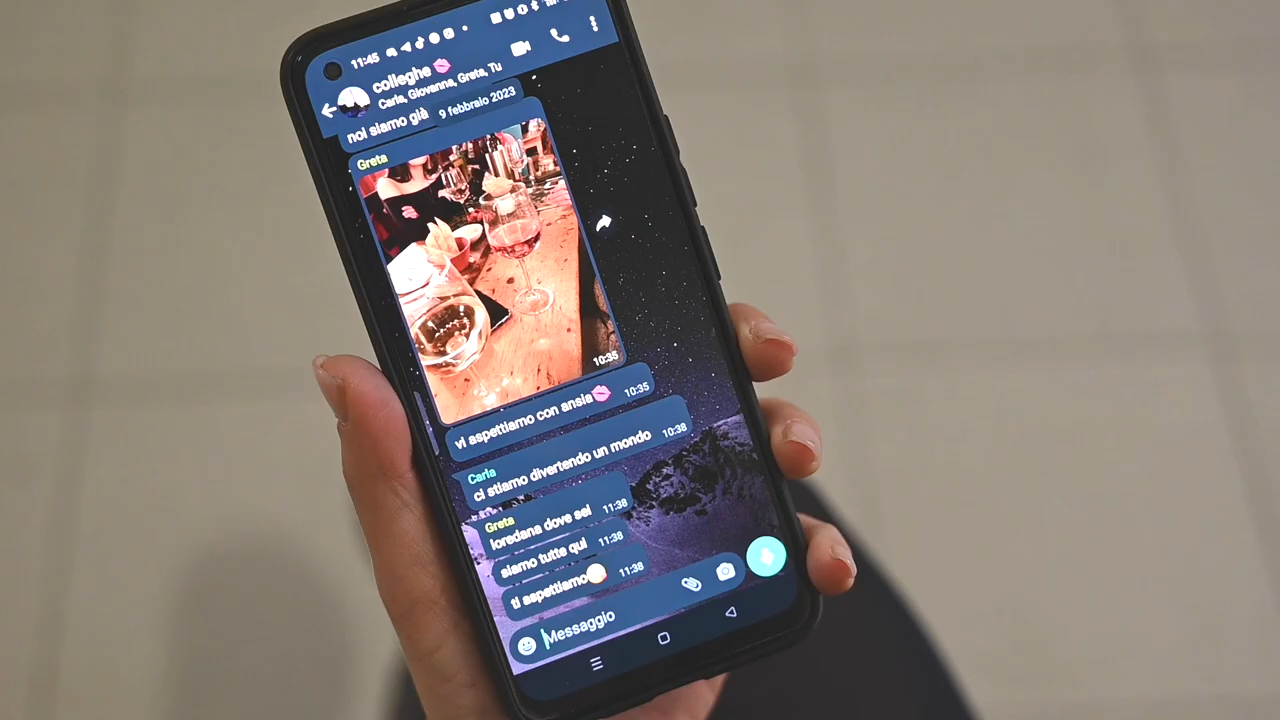 11:45
colleghe 💋
Carla, Giovanna, Greta, Tu
noi siamo già
9 febbraio 2023
Greta
10:35
vi aspettiamo con ansia💋 10:35
Carla
ci stiamo divertendo un mondo 10:38
Greta
loredana dove sei 11:38
siamo tutte qui 11:38
ti aspettiamo 11:38
Messaggio